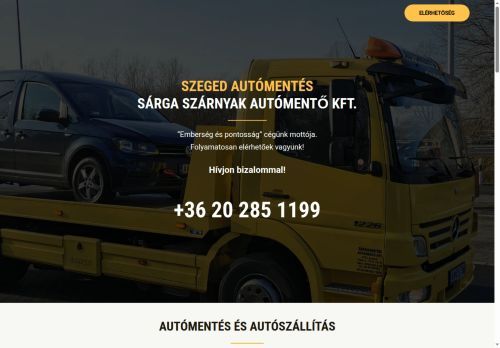 ELÉRHETŐSÉG
SZEGED AUTÓMENTÉS
SÁRGA SZÁRNYAK AUTÓMENTŐ KFT.
"Emberség és pontosság" cégünk mottója.
Folyamatosan elérhetőek vagyunk!
Hívjon bizalommal!
+36 20 285 1199
1226
AUTÓMENTÉS ÉS AUTÓSZÁLLÍTÁS